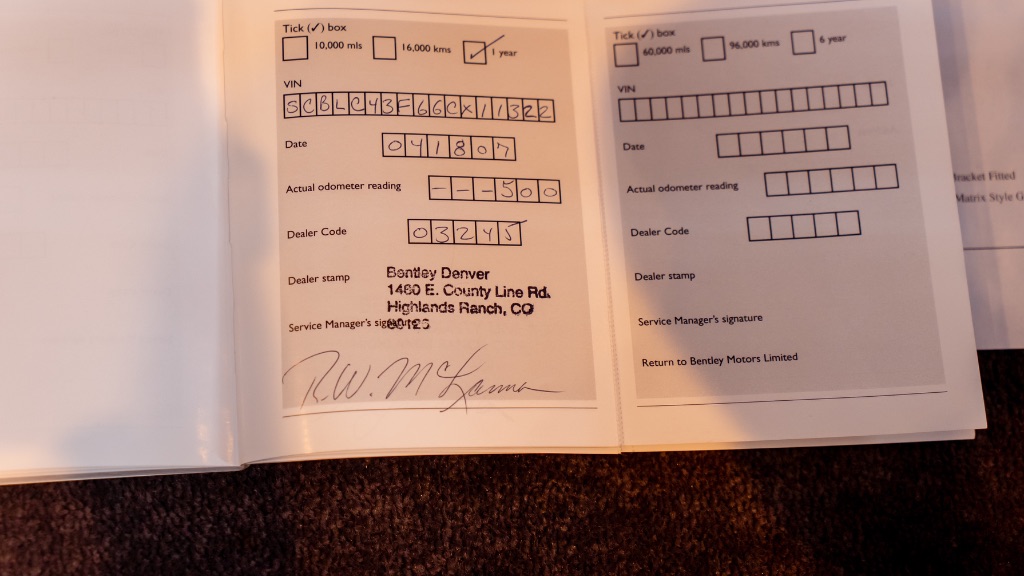 Tick (✓) box
10,000 mls 16,000 kms 1 year
VIN
SCBLC43F66CX11322
Date 041807
Actual odometer reading ---500
Dealer Code 03245
Dealer stamp
Bentley Denver
1460 E. County Line Rd.
Highlands Ranch, CO
80126
Service Manager's signature
R.W. McKanna
Tick (✓) box
60,000 mls 96,000 kms 6 year
VIN
Date
Actual odometer reading
Dealer Code
Dealer stamp
Service Manager's signature
Return to Bentley Motors Limited
Bracket Fitted
Matrix Style